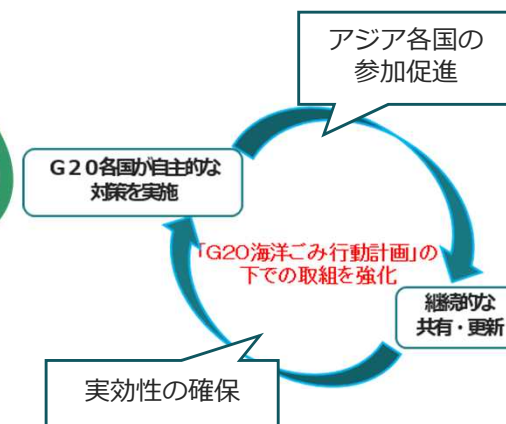 アジア各国の
参加促進
G20各国が自主的な
対策を実施
「G20海洋ごみ行動計画」の
下での取組を強化
継続的な
共有・更新
実効性の確保